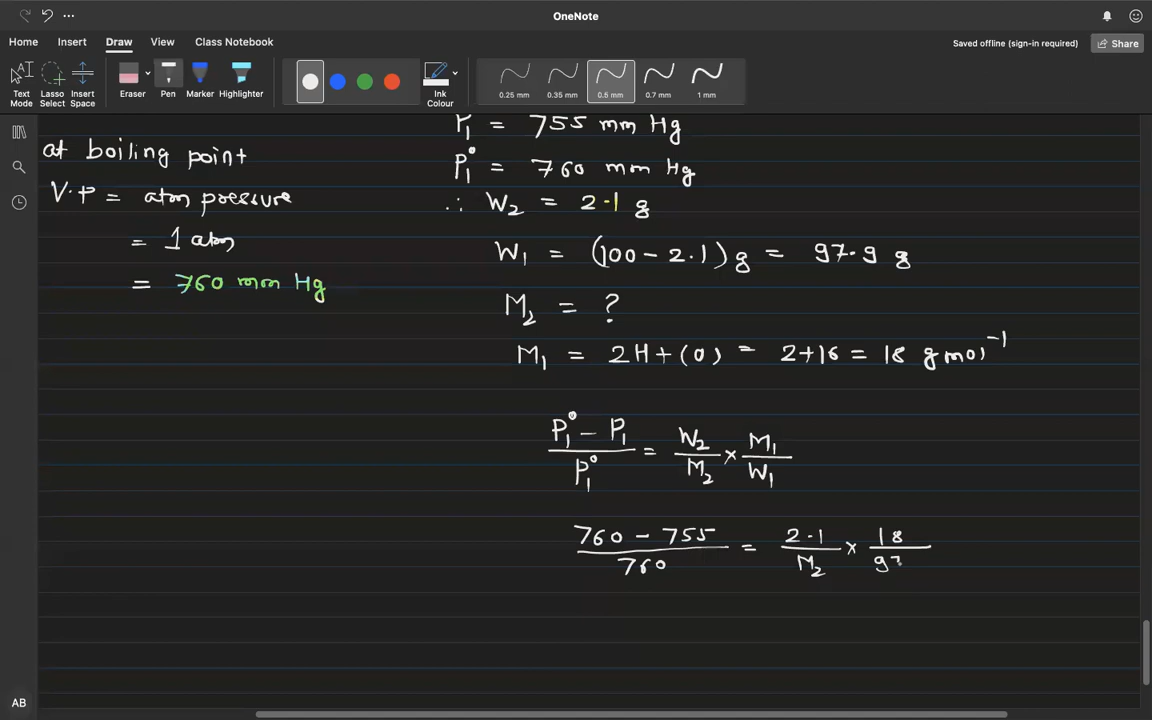 OneNote
Home Insert Draw View Class Notebook
Saved offline (sign-in required) Share
Text Mode
Lasso Select
Insert Space
Eraser
Pen
Marker
Highlighter
Ink Colour
0.25 mm 0.35 mm 0.5 mm 0.7 mm 1 mm
at boiling point
V.P = atm pressure
= 1 atm
= 760 mm Hg
P₁ = 755 mm Hg
P₁⁰ = 760 mm Hg
∴ W₂ = 2.1 g
W₁ = (100 - 2.1) g = 97.9 g
M₂ = ?
M₁ = 2H + (O) = 2+16 = 18 g mol⁻¹
(P₁⁰ - P₁)/P₁⁰ = W₂/M₂ × M₁/W₁
(760 - 755)/760 = 2.1/M₂ × 18/97
AB